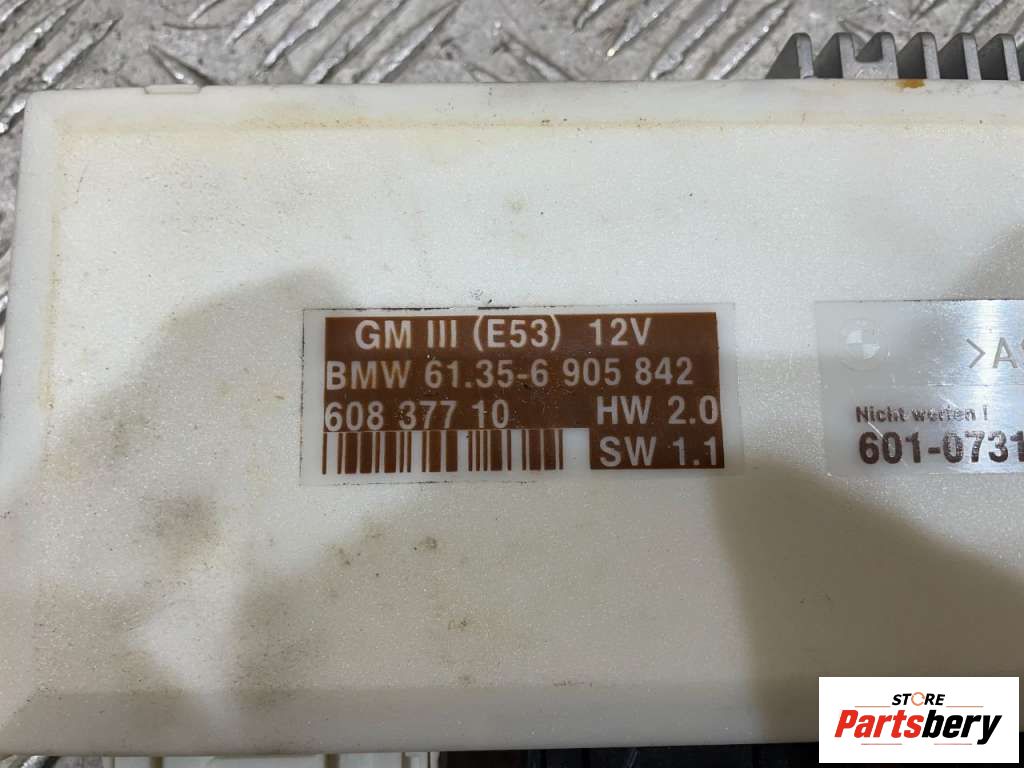 GM III (E53) 12V
BMW 61.35-6 905 842
608 377 10 HW 2.0
SW 1.1
>A
Nicht werfen !
601-0731
STORE
Partsbery